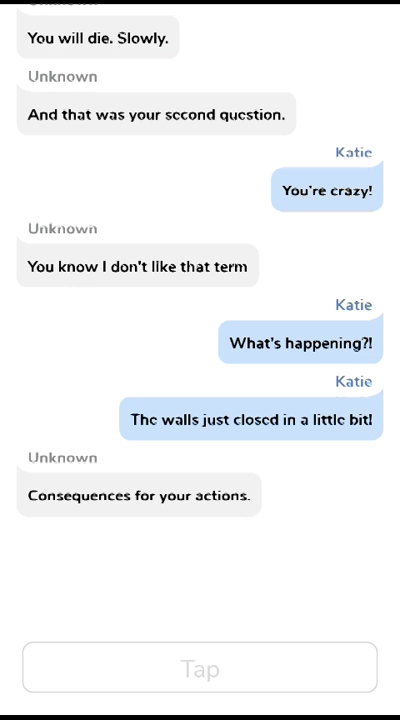 You will die. Slowly.
Unknown
And that was your second question.
Katie
You're crazy!
Unknown
You know I don't like that term
Katie
What's happening?!
Katie
The walls just closed in a little bit!
Unknown
Consequences for your actions.
Tap